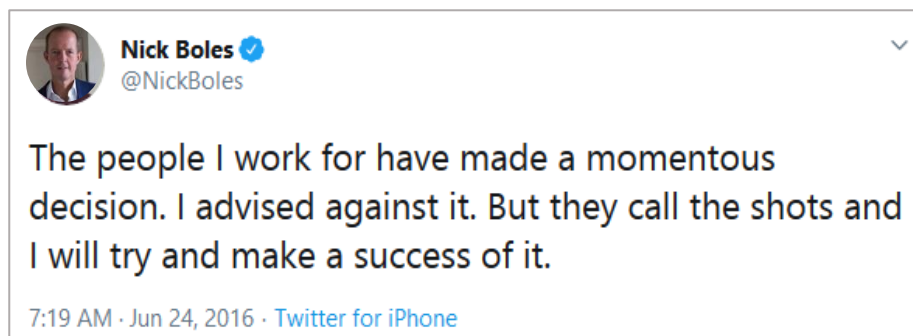 Nick Boles
@NickBoles
The people I work for have made a momentous
decision. I advised against it. But they call the shots and
I will try and make a success of it.
7:19 AM · Jun 24, 2016 · Twitter for iPhone